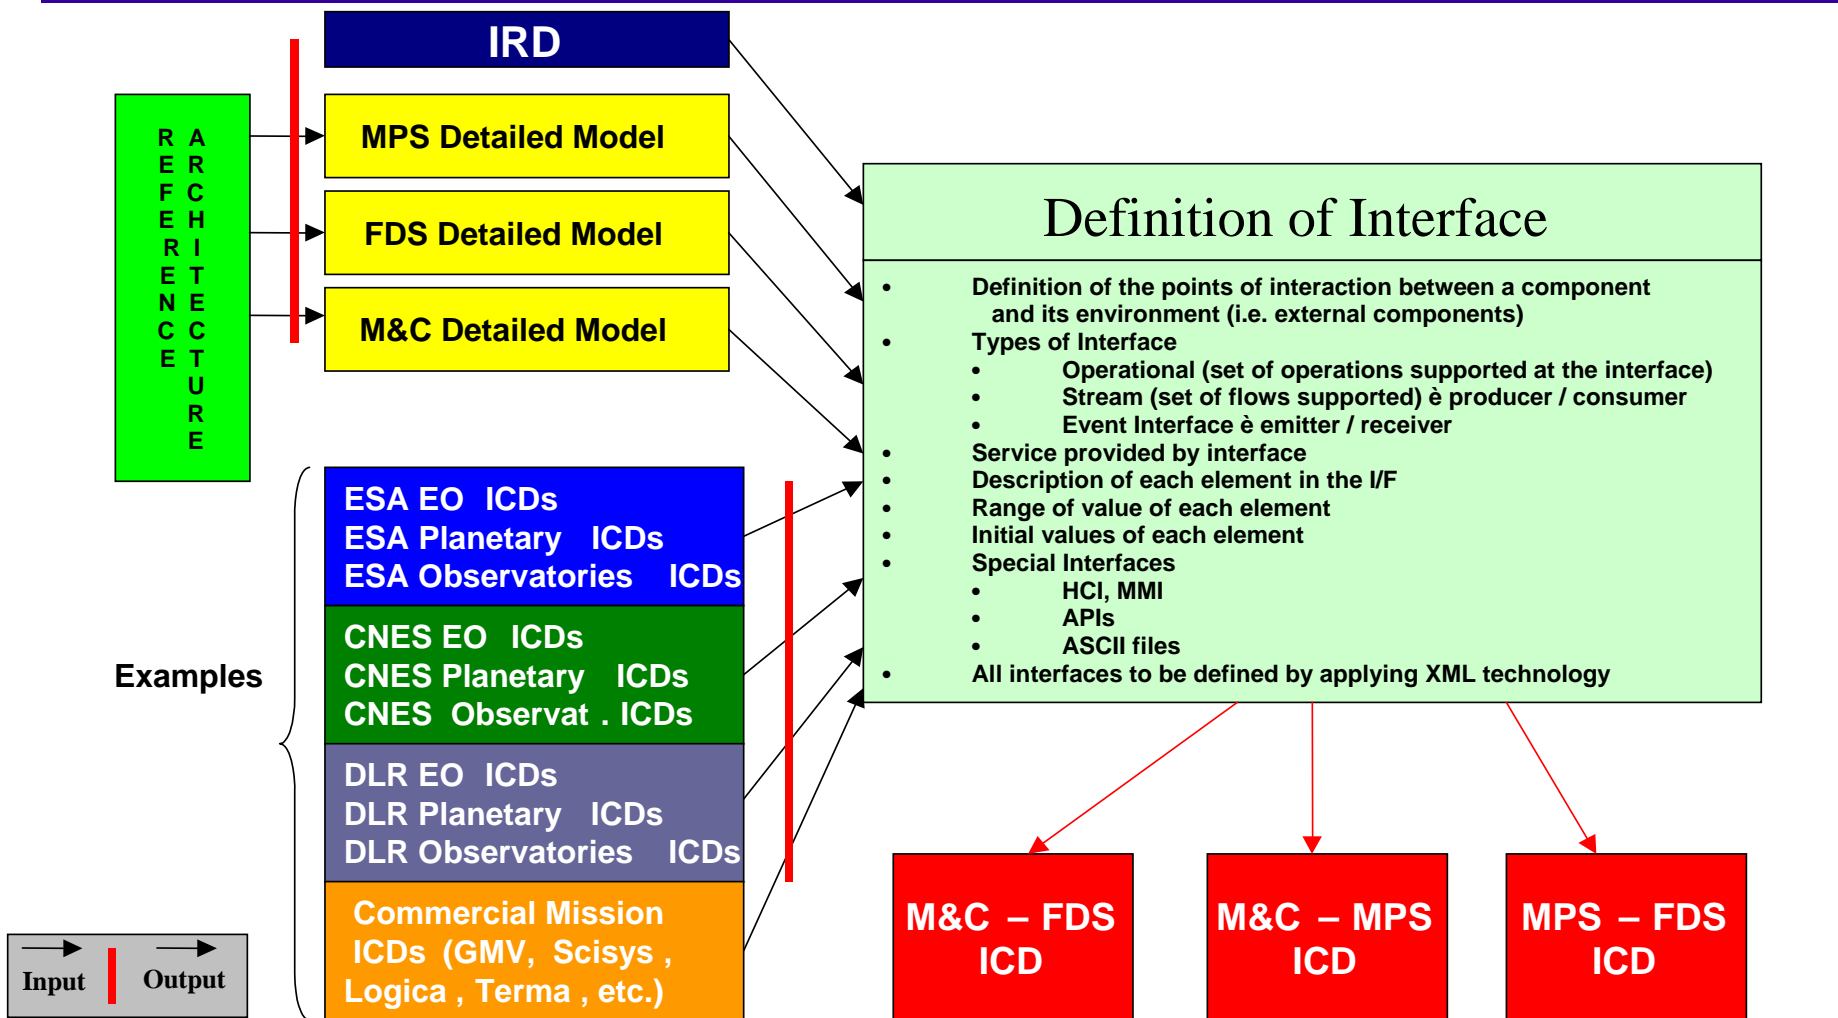 IRD
REFERENCE
ARCHITECTURE
MPS Detailed Model
FDS Detailed Model
M&C Detailed Model
Examples
ESA EO ICDs
ESA Planetary ICDs
ESA Observatories ICDs
CNES EO ICDs
CNES Planetary ICDs
CNES Observat . ICDs
DLR EO ICDs
DLR Planetary ICDs
DLR Observatories ICDs
Commercial Mission
ICDs (GMV, Scisys ,
Logica , Terma , etc.)
Input
Output
Definition of Interface
• Definition of the points of interaction between a component
and its environment (i.e. external components)
• Types of Interface
• Operational (set of operations supported at the interface)
• Stream (set of flows supported) è producer / consumer
• Event Interface è emitter / receiver
• Service provided by interface
• Description of each element in the I/F
• Range of value of each element
• Initial values of each element
• Special Interfaces
• HCI, MMI
• APIs
• ASCII files
• All interfaces to be defined by applying XML technology
M&C – FDS
ICD
M&C – MPS
ICD
MPS – FDS
ICD